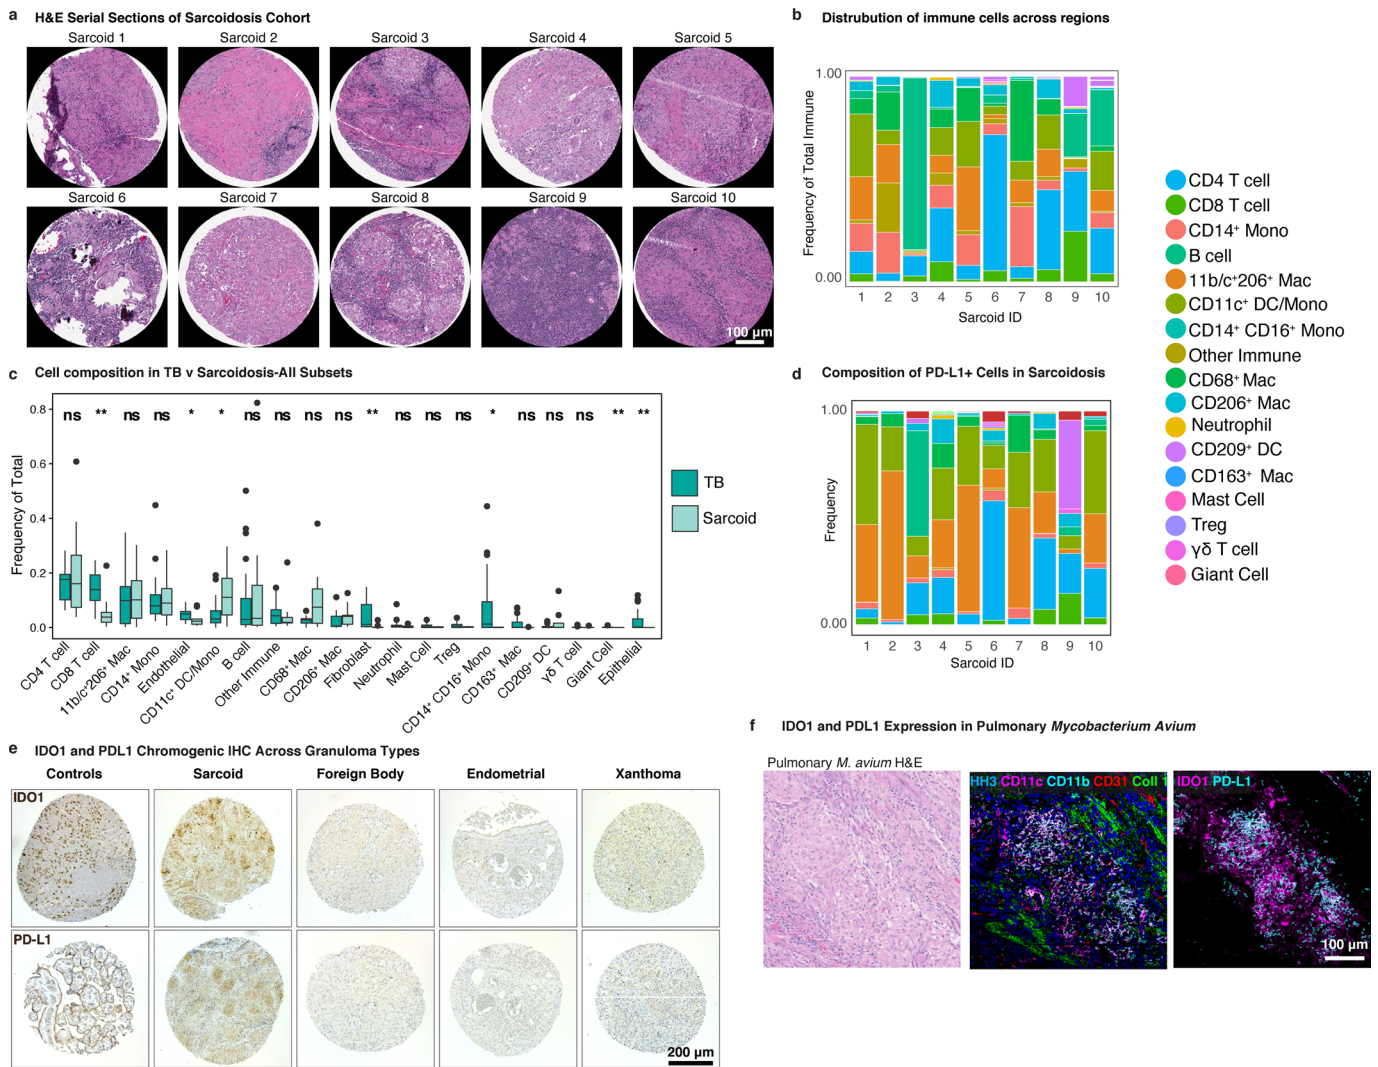 a H&E Serial Sections of Sarcoidosis Cohort
Sarcoid 1 Sarcoid 2 Sarcoid 3 Sarcoid 4 Sarcoid 5
Sarcoid 6 Sarcoid 7 Sarcoid 8 Sarcoid 9 Sarcoid 10
100 µm
b Distrubution of immune cells across regions
Frequency of Total Immune
1.00
0.00
1 2 3 4 5 6 7 8 9 10
Sarcoid ID
CD4 T cell
CD8 T cell
CD14⁺ Mono
B cell
11b/c⁺206⁺ Mac
CD11c⁺ DC/Mono
CD14⁺ CD16⁺ Mono
Other Immune
CD68⁺ Mac
CD206⁺ Mac
Neutrophil
CD209⁺ DC
CD163⁺ Mac
Mast Cell
Treg
γδ T cell
Giant Cell
c Cell composition in TB v Sarcoidosis-All Subsets
Frequency of Total
0.8
0.6
0.4
0.2
0.0
ns ** ns ns * * ns ns ns ns ** ns ns ns * ns ns ns ** **
CD4 T cell
CD8 T cell
11b/c⁺206⁺ Mac
CD14⁺ Mono
Endothelial
CD11c⁺ DC/Mono
B cell
Other Immune
CD68⁺ Mac
CD206⁺ Mac
Fibroblast
Neutrophil
Mast Cell
Treg
CD14⁺ CD16⁺ Mono
CD163⁺ Mac
CD209⁺ DC
γδ T cell
Giant Cell
Epithelial
TB
Sarcoid
d Composition of PD-L1+ Cells in Sarcoidosis
Frequency
1.00
0.00
1 2 3 4 5 6 7 8 9 10
Sarcoid ID
e IDO1 and PDL1 Chromogenic IHC Across Granuloma Types
Controls Sarcoid Foreign Body Endometrial Xanthoma
IDO1
PD-L1
200 µm
f IDO1 and PDL1 Expression in Pulmonary Mycobacterium Avium
Pulmonary M. avium H&E
HH3 CD11c CD11b CD31 Coll 1
IDO1 PD-L1
100 µm